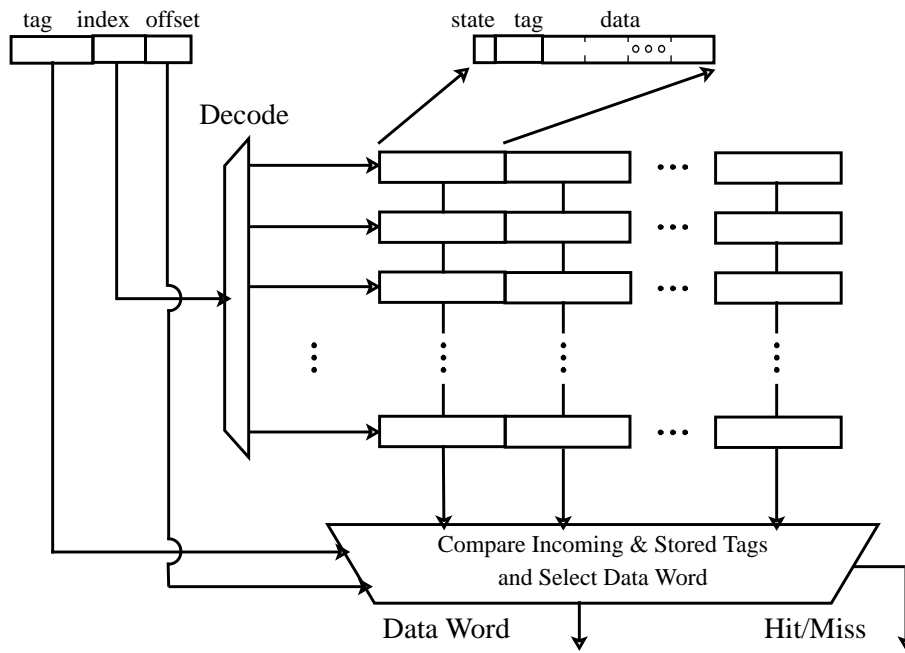 tag index offset
state tag data
Decode
Compare Incoming & Stored Tags
and Select Data Word
Data Word
Hit/Miss